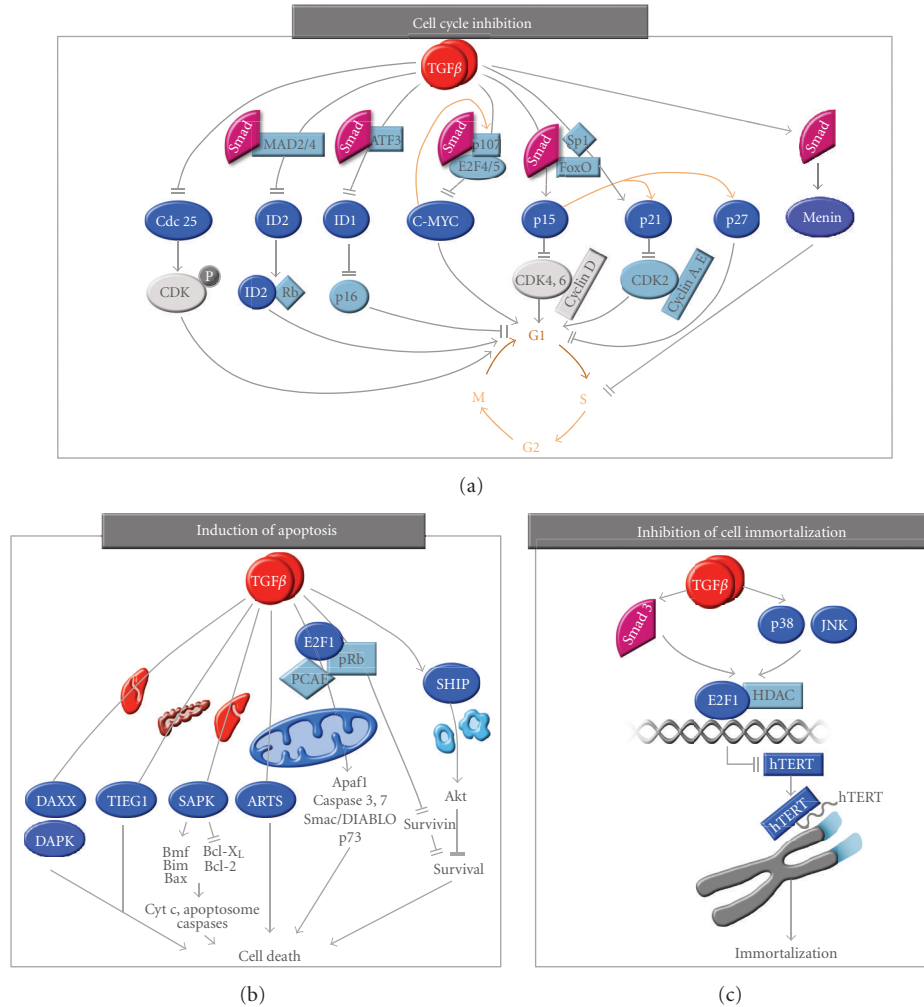 Cell cycle inhibition
TGFβ
Smad
MAD2/4
Smad
ATF3
Smad
p107
E2F4/5
Smad
Sp1
FoxO
Smad
Cdc 25
ID2
ID1
C-MYC
p15
p21
p27
Menin
CDK
P
ID2
Rb
p16
CDK4, 6
Cyclin D
CDK2
Cyclin A, E
G1
M
S
G2
(a)
Induction of apoptosis
TGFβ
E2F1
pRb
PCAF
SHIP
DAXX
TIEG1
SAPK
ARTS
DAPK
Apaf1
Caspase 3, 7
Smac/DIABLO
p73
Akt
Survivin
Bmf
Bim
Bax
Bcl-XL
Bcl-2
Survival
Cyt c, apoptosome
caspases
Cell death
(b)
Inhibition of cell immortalization
TGFβ
Smad 3
p38
JNK
E2F1
HDAC
hTERT
hTERT
hTERT
Immortalization
(c)